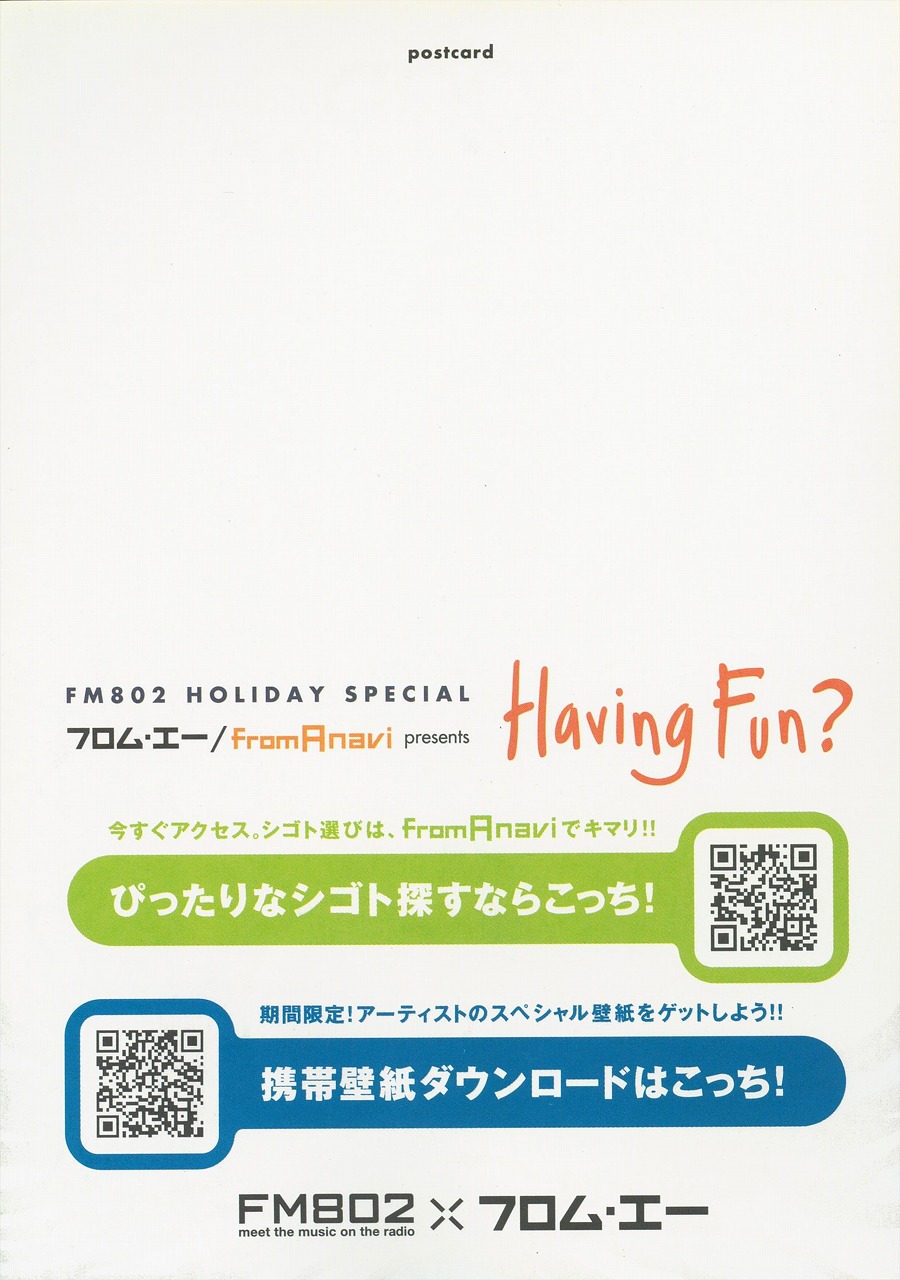 postcard
FM802 HOLIDAY SPECIAL
フロム・エー/fromAnavi presents
Having Fun?
今すぐアクセス。シゴト選びは、fromAnaviでキマリ!!
ぴったりなシゴト探すならこっち!
期間限定!アーティストのスペシャル壁紙をゲットしよう!!
携帯壁紙ダウンロードはこっち!
FM802×フロム・エー
meet the music on the radio